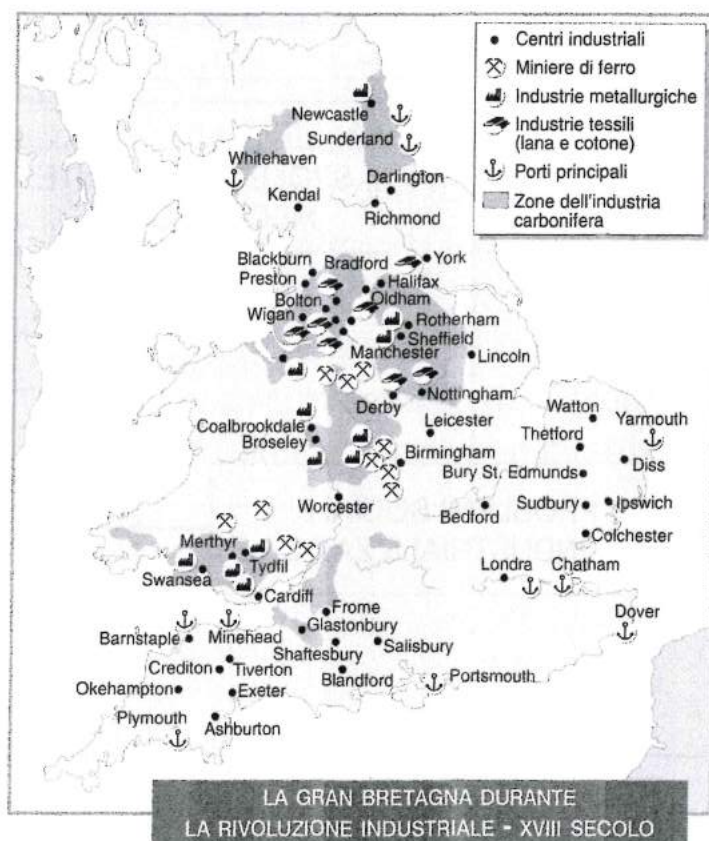 Centri industriali
Miniere di ferro
Industrie metallurgiche
Industrie tessili
(lana e cotone)
Porti principali
Zone dell'industria
carbonifera
Newcastle
Sunderland
Whitehaven
Darlington
Kendal
Richmond
Blackburn
Bradford
York
Preston
Halifax
Bolton
Oldham
Wigan
Rotherham
Sheffield
Manchester
Lincoln
Nottingham
Derby
Coalbrookdale
Leicester
Watton
Yarmouth
Broseley
Thetford
Birmingham
Diss
Bury St. Edmunds
Worcester
Bedford
Sudbury
Ipswich
Colchester
Merthyr
Tydfil
Swansea
Londra
Chatham
Cardiff
Frome
Dover
Barnstaple
Minehead
Glastonbury
Shaftesbury
Salisbury
Crediton
Tiverton
Blandford
Portsmouth
Okehampton
Exeter
Plymouth
Ashburton
LA GRAN BRETAGNA DURANTE
LA RIVOLUZIONE INDUSTRIALE - XVIII SECOLO